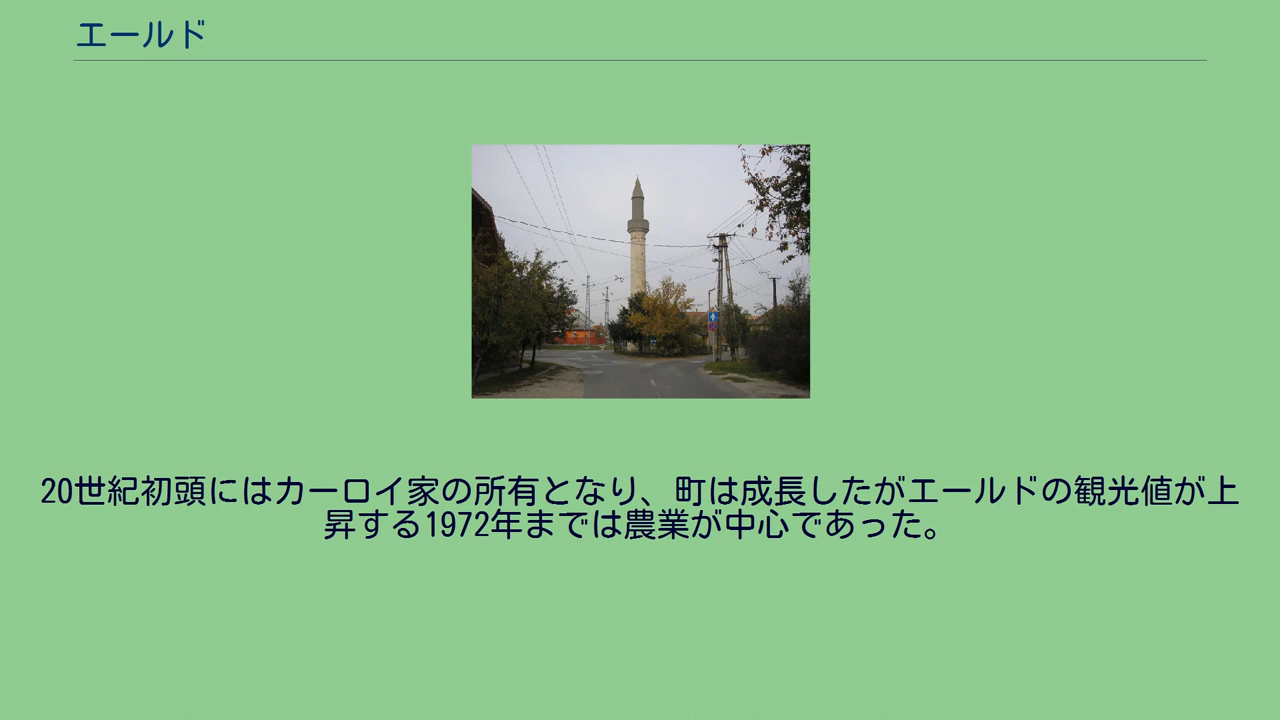 エールド
20世紀初頭にはカーロイ家の所有となり、町は成長したがエールドの観光値が上
昇する1972年までは農業が中心であった。